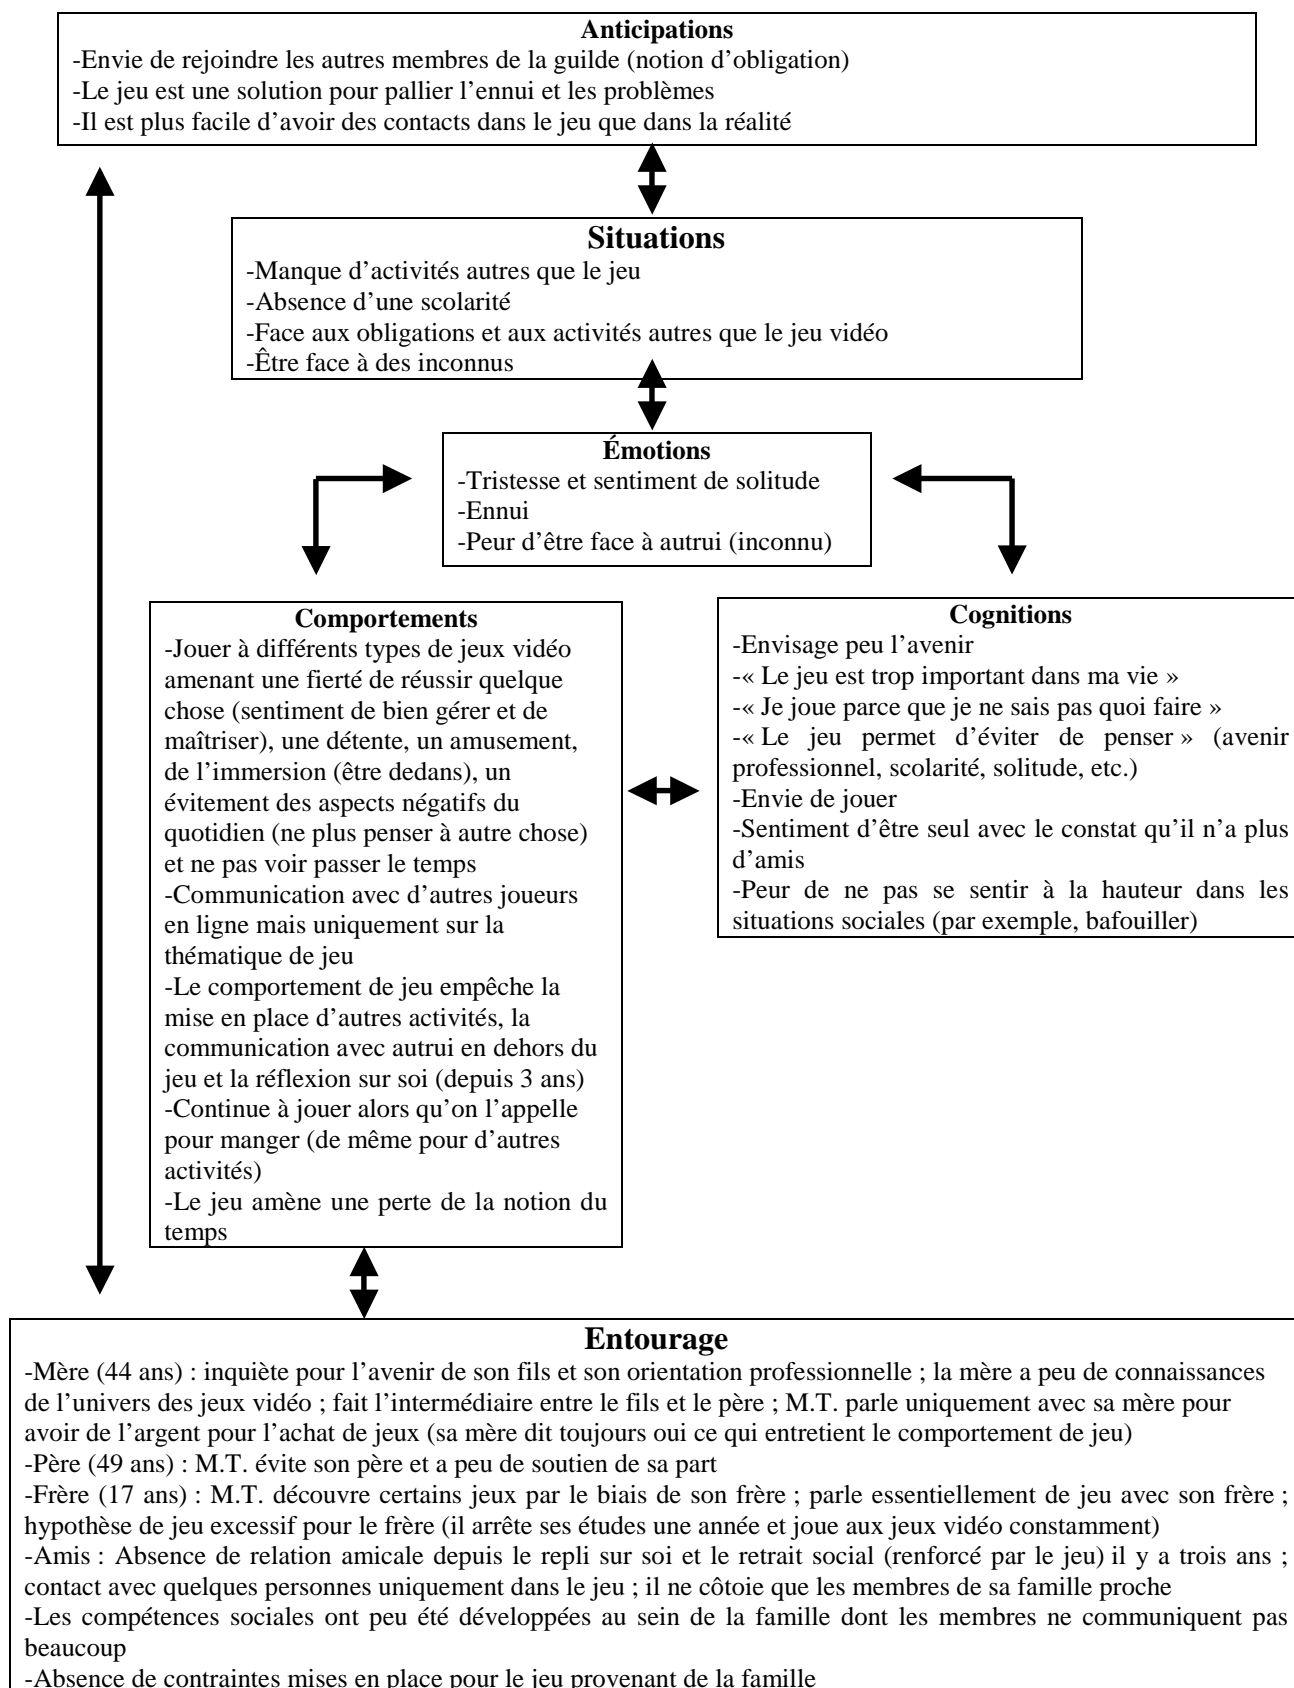 Anticipations
-Envie de rejoindre les autres membres de la guilde (notion d’obligation)
-Le jeu est une solution pour pallier l’ennui et les problèmes
-Il est plus facile d’avoir des contacts dans le jeu que dans la réalité
Situations
-Manque d’activités autres que le jeu
-Absence d’une scolarité
-Face aux obligations et aux activités autres que le jeu vidéo
-Être face à des inconnus
Émotions
-Tristesse et sentiment de solitude
-Ennui
-Peur d’être face à autrui (inconnu)
Comportements
-Jouer à différents types de jeux vidéo
amenant une fierté de réussir quelque
chose (sentiment de bien gérer et de
maîtriser), une détente, un amusement,
de l’immersion (être dedans), un
évitement des aspects négatifs du
quotidien (ne plus penser à autre chose)
et ne pas voir passer le temps
-Communication avec d’autres joueurs
en ligne mais uniquement sur la
thématique de jeu
-Le comportement de jeu empêche la
mise en place d’autres activités, la
communication avec autrui en dehors du
jeu et la réflexion sur soi (depuis 3 ans)
-Continue à jouer alors qu’on l’appelle
pour manger (de même pour d’autres
activités)
-Le jeu amène une perte de la notion du
temps
Cognitions
-Envisage peu l’avenir
-« Le jeu est trop important dans ma vie »
-« Je joue parce que je ne sais pas quoi faire »
-« Le jeu permet d’éviter de penser » (avenir
professionnel, scolarité, solitude, etc.)
-Envie de jouer
-Sentiment d’être seul avec le constat qu’il n’a plus
d’amis
-Peur de ne pas se sentir à la hauteur dans les
situations sociales (par exemple, bafouiller)
Entourage
-Mère (44 ans) : inquiète pour l’avenir de son fils et son orientation professionnelle ; la mère a peu de connaissances
de l’univers des jeux vidéo ; fait l’intermédiaire entre le fils et le père ; M.T. parle uniquement avec sa mère pour
avoir de l’argent pour l’achat de jeux (sa mère dit toujours oui ce qui entretient le comportement de jeu)
-Père (49 ans) : M.T. évite son père et a peu de soutien de sa part
-Frère (17 ans) : M.T. découvre certains jeux par le biais de son frère ; parle essentiellement de jeu avec son frère ;
hypothèse de jeu excessif pour le frère (il arrête ses études une année et joue aux jeux vidéo constamment)
-Amis : Absence de relation amicale depuis le repli sur soi et le retrait social (renforcé par le jeu) il y a trois ans ;
contact avec quelques personnes uniquement dans le jeu ; il ne côtoie que les membres de sa famille proche
-Les compétences sociales ont peu été développées au sein de la famille dont les membres ne communiquent pas
beaucoup
-Absence de contraintes mises en place pour le jeu provenant de la famille